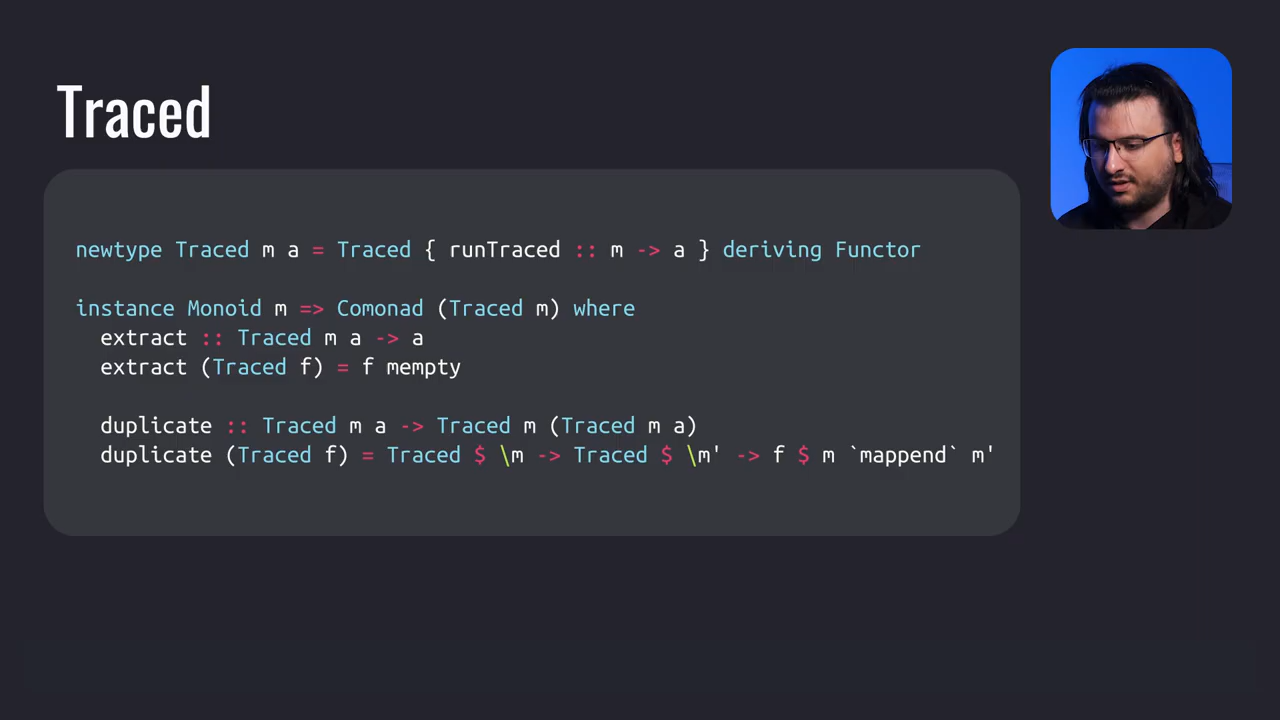 Traced
newtype Traced m a = Traced { runTraced :: m -> a } deriving Functor
instance Monoid m => Comonad (Traced m) where
extract :: Traced m a -> a
extract (Traced f) = f mempty
duplicate :: Traced m a -> Traced m (Traced m a)
duplicate (Traced f) = Traced $ \m -> Traced $ \m' -> f $ m `mappend` m'